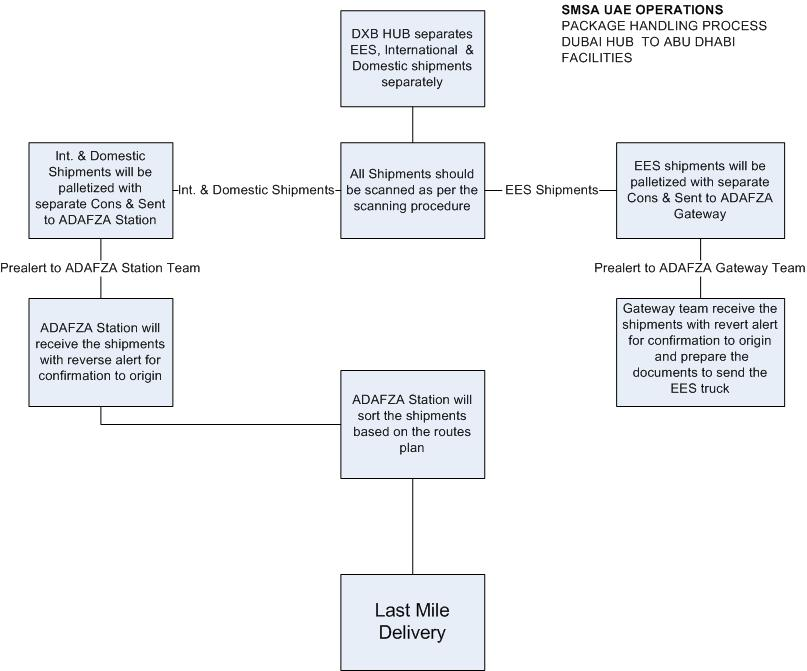 SMSA UAE OPERATIONS
PACKAGE HANDLING PROCESS
DUBAI HUB  TO ABU DHABI
FACILITIES
DXB HUB separates
EES, International  &
Domestic shipments
separately
Int. & Domestic
Shipments will be
palletized with
separate Cons & Sent
to ADAFZA Station
Int. & Domestic Shipments
All Shipments should
be scanned as per the
scanning procedure
EES Shipments
EES shipments will be
palletized with separate
Cons & Sent to ADAFZA
Gateway
Prealert to ADAFZA Station Team
Prealert to ADAFZA Gateway Team
ADAFZA Station will
receive the shipments
with reverse alert for
confirmation to origin
Gateway team receive the
shipments with revert alert
for confirmation to origin
and prepare the
documents to send the
EES truck
ADAFZA Station will
sort the shipments
based on the routes
plan
Last Mile
Delivery